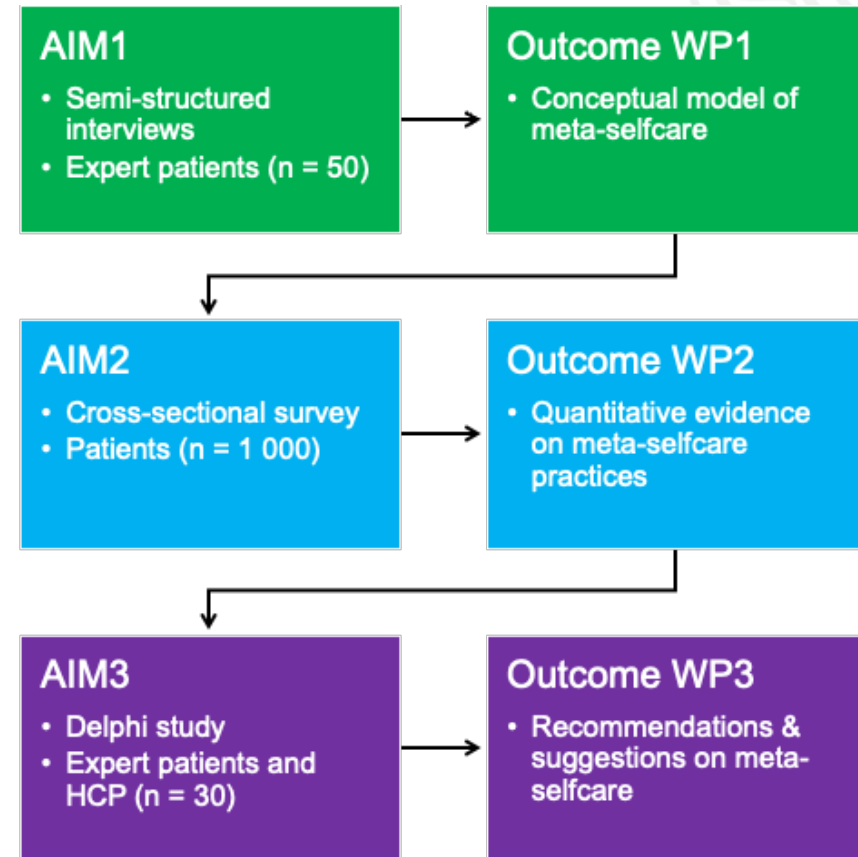 AIM1
• Semi-structured
interviews
• Expert patients (n = 50)
Outcome WP1
• Conceptual model of
meta-selfcare
AIM2
• Cross-sectional survey
• Patients (n = 1 000)
Outcome WP2
• Quantitative evidence
on meta-selfcare
practices
AIM3
• Delphi study
• Expert patients and
HCP (n = 30)
Outcome WP3
• Recommendations &
suggestions on meta-
selfcare